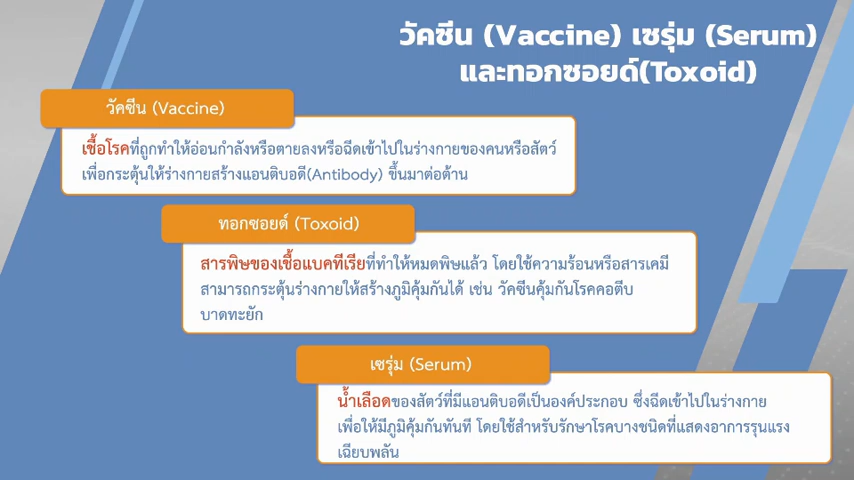 วัคซีน (Vaccine) เซรุ่ม (Serum)
และทอกซอยด์(Toxoid)
วัคซีน (Vaccine)
เชื้อโรคที่ถูกทำให้อ่อนกำลังหรือตายลงหรือฉีดเข้าไปในร่างกายของคนหรือสัตว์
เพื่อกระตุ้นให้ร่างกายสร้างแอนติบอดี(Antibody) ขึ้นมาต่อต้าน
ทอกซอยด์ (Toxoid)
สารพิษของเชื้อแบคทีเรียที่ทำให้หมดพิษแล้ว โดยใช้ความร้อนหรือสารเคมี
สามารถกระตุ้นร่างกายให้สร้างภูมิคุ้มกันได้ เช่น วัคซีนคุ้มกันโรคคอตีบ
บาดทะยัก
เซรุ่ม (Serum)
น้ำเลือดของสัตว์ที่มีแอนติบอดีเป็นองค์ประกอบ ซึ่งฉีดเข้าไปในร่างกาย
เพื่อให้มีภูมิคุ้มกันทันที โดยใช้สำหรับรักษาโรคบางชนิดที่แสดงอาการรุนแรง
เฉียบพลัน